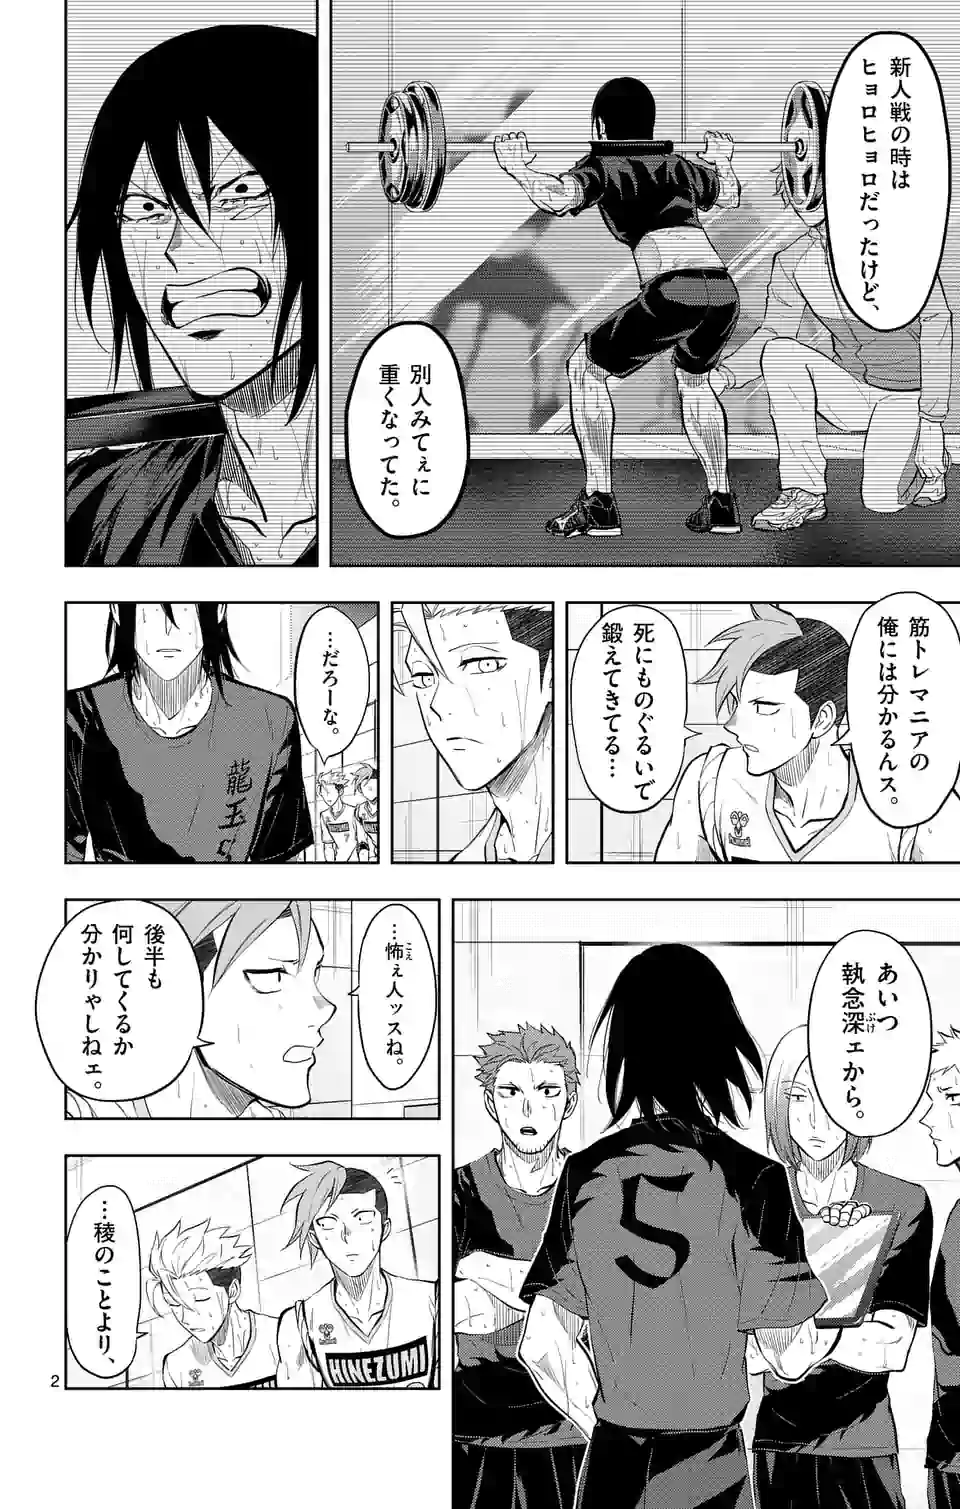 新人戦の時は
ヒョロヒョロだったけど、
別人みてぇに
重くなってた。
筋トレマニアの
俺には分かるんス。
死にものぐるいで
鍛えてきてる…
…だろーな。
龍玉
あいつ
執念深ェから。
ぶけ
…怖ぇ人ッスね。
こえ
後半も
何してくるか
分かりゃしねェ。
S
…稜のことより、
HINEZUMI
2